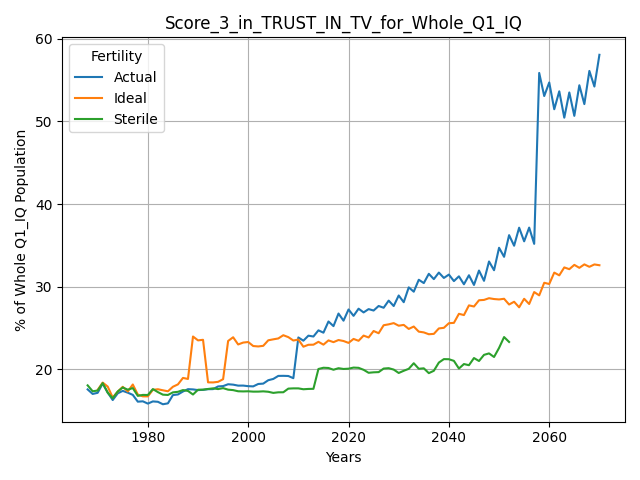 Score_3_in_TRUST_IN_TV_for_Whole_Q1_IQ
Fertility
Actual
Ideal
Sterile
% of Whole Q1_IQ Population
60
50
40
30
20
1980
2000
2020
2040
2060
Years